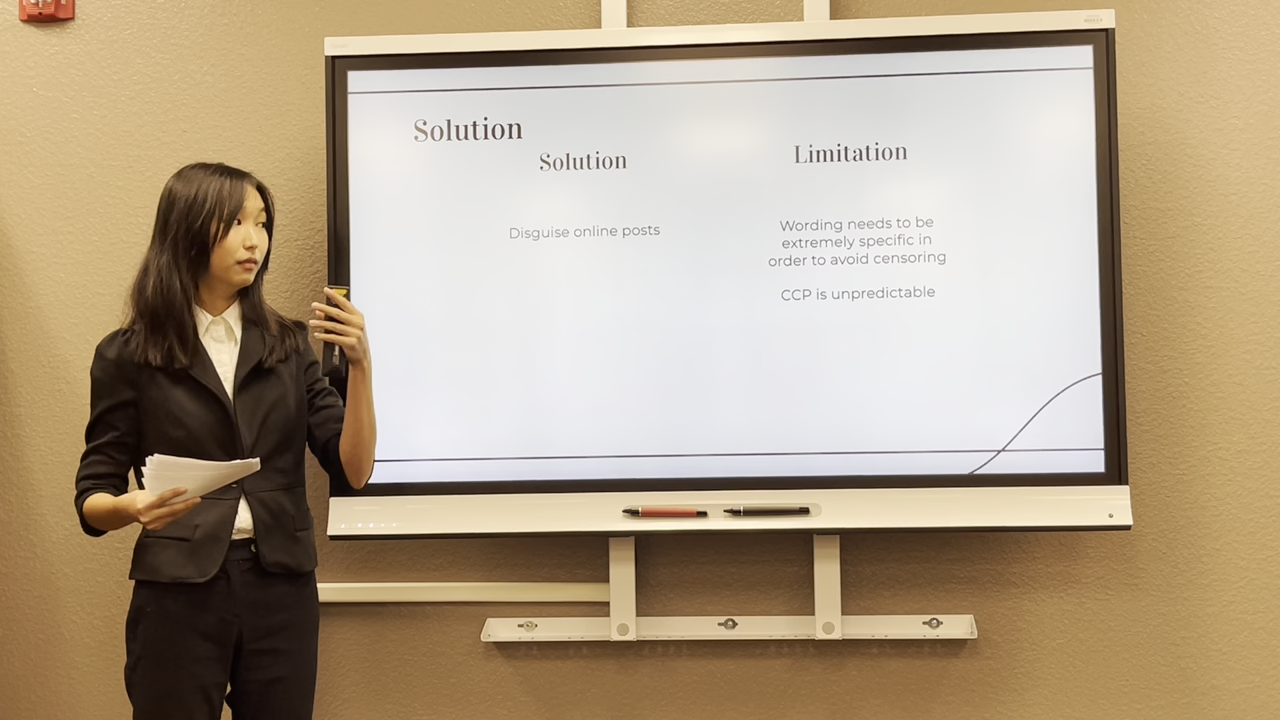 Solution
Solution
Limitation
Disguise online posts
Wording needs to be
extremely specific in
order to avoid censoring
CCP is unpredictable